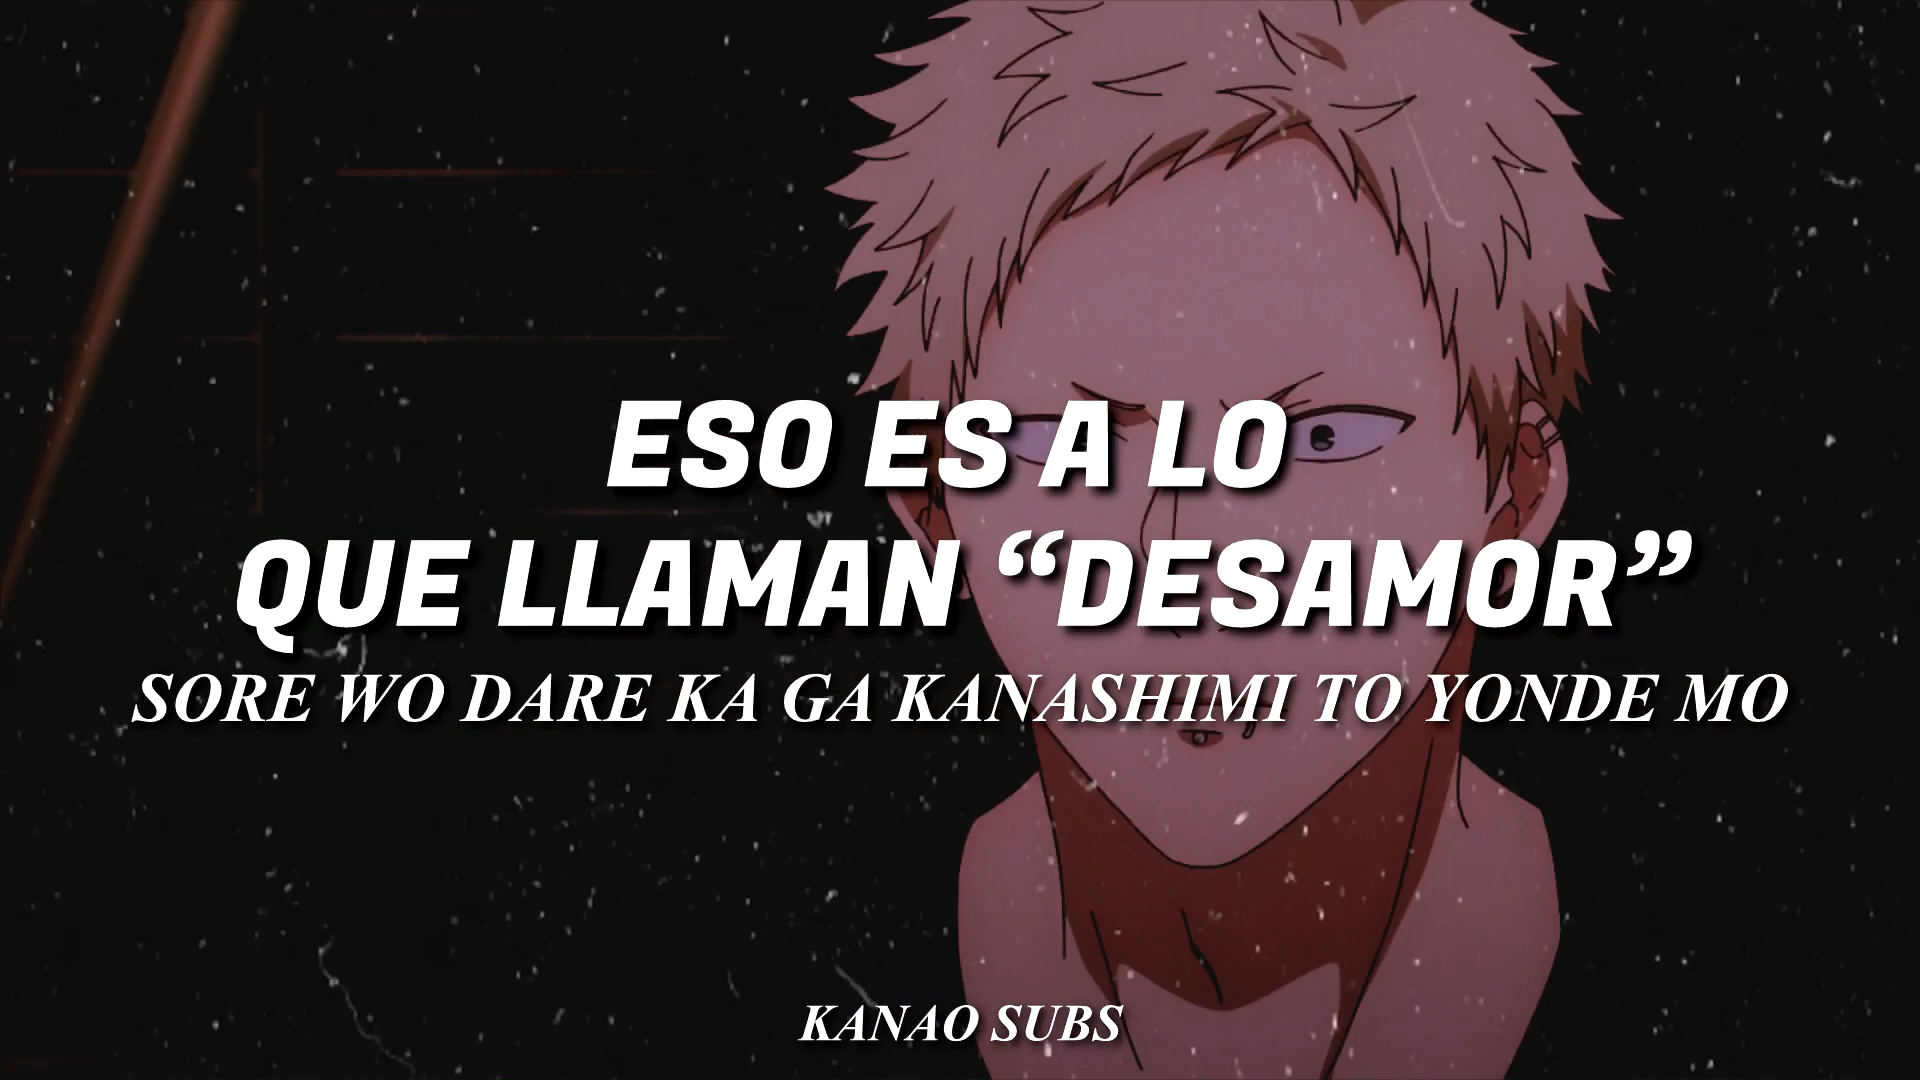 ESO ES A LO
QUE LLAMAN “DESAMOR”
SORE WO DARE KA GA KANASHIMI TO YONDE MO
KANAO SUBS